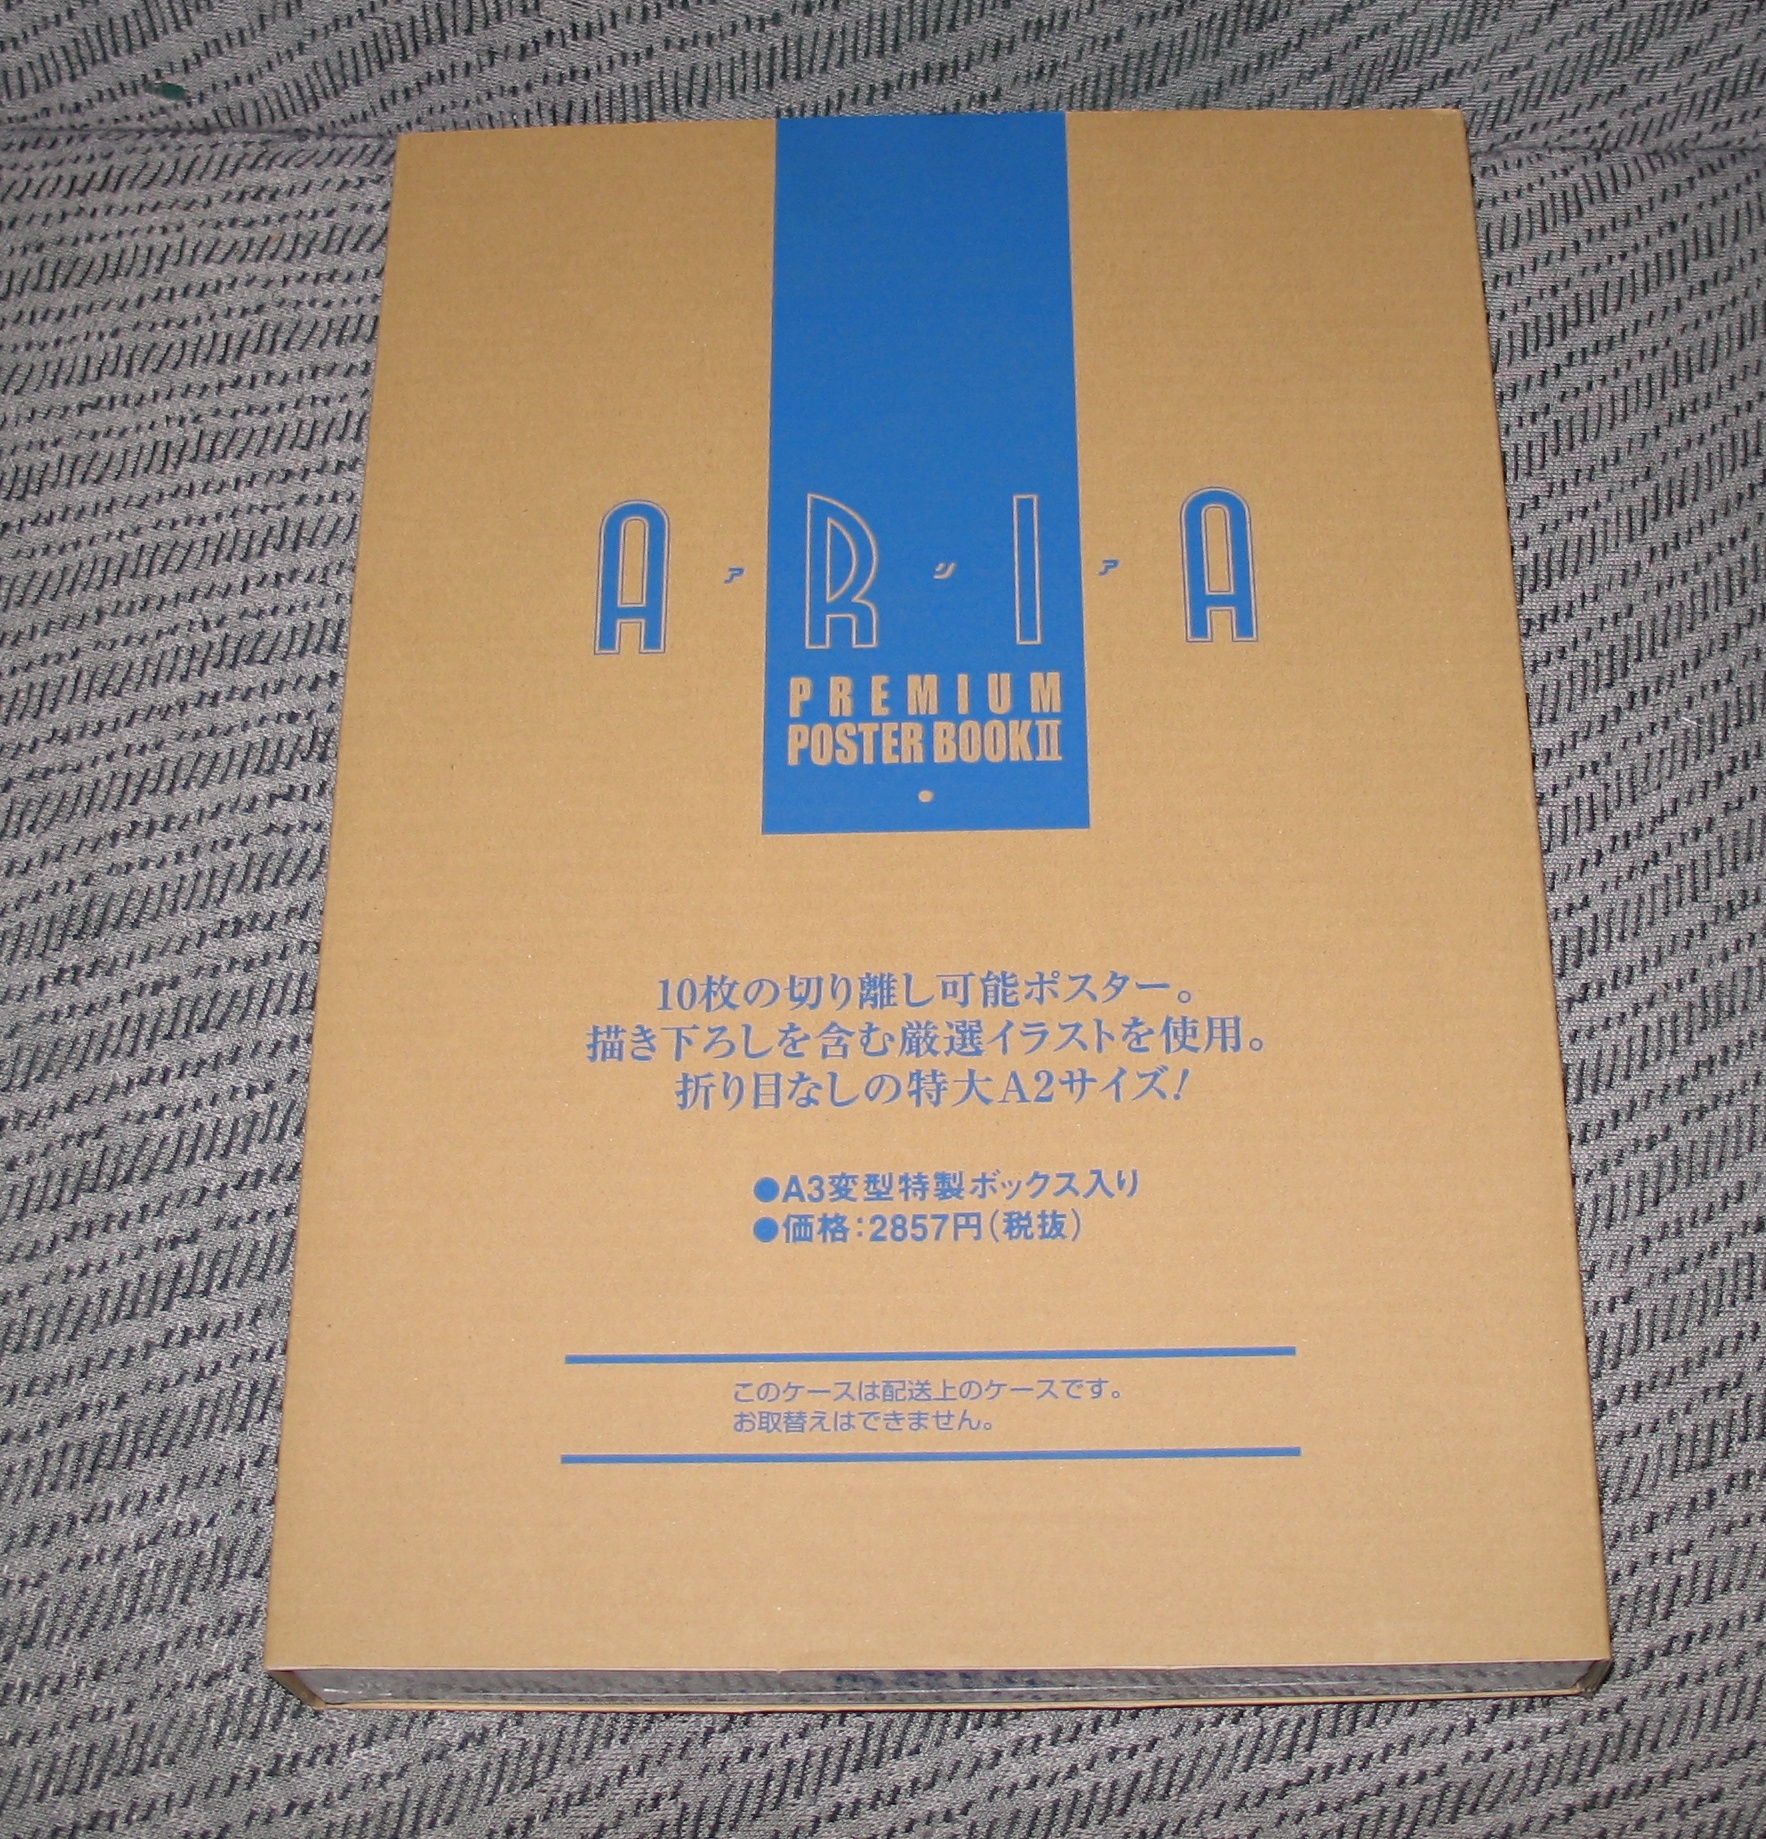 A・R・I・A
ア リ ア
PREMIUM
POSTER BOOKⅡ
10枚の切り離し可能ポスター。
描き下ろしを含む厳選イラストを使用。
折り目なしの特大A2サイズ!
●A3変型特製ボックス入り
●価格:2857円(税抜)
このケースは配送上のケースです。
お取替えはできません。